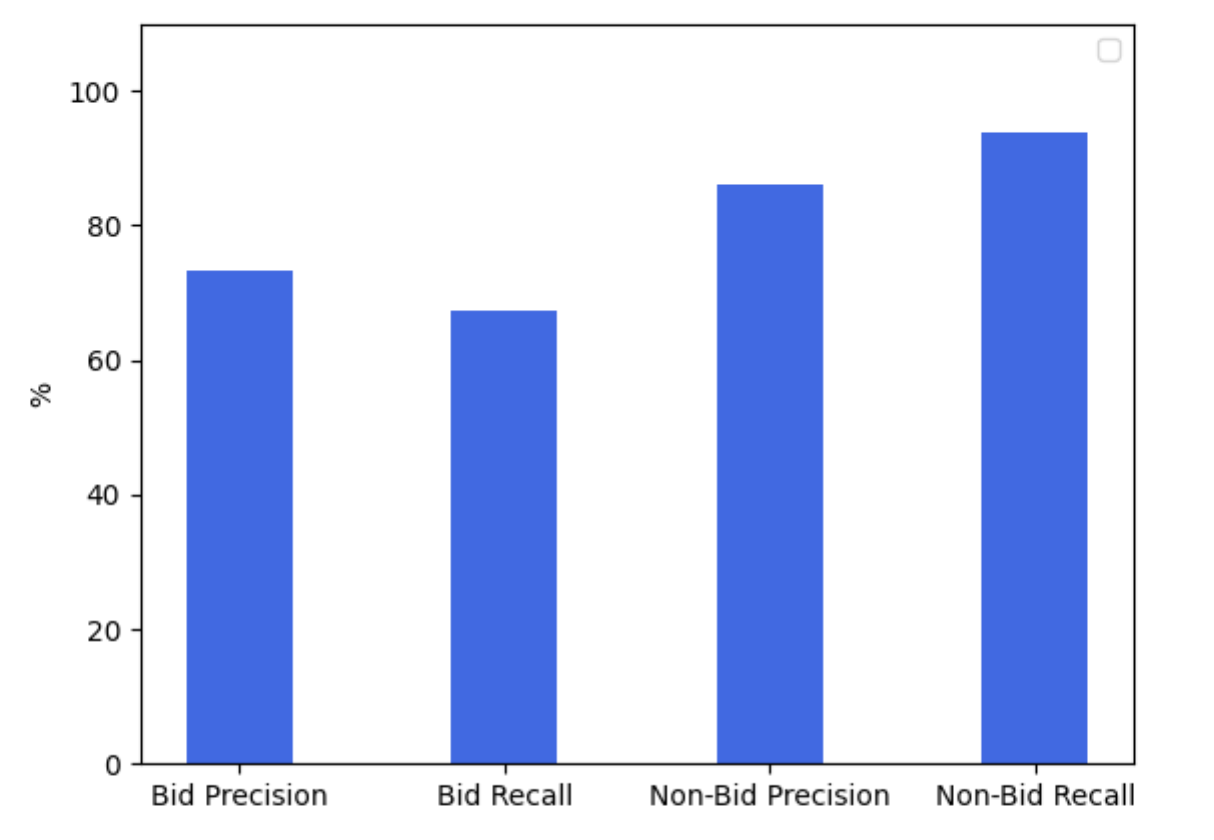 100
80
60
40
20
0
%
Bid Precision
Bid Recall
Non-Bid Precision
Non-Bid Recall